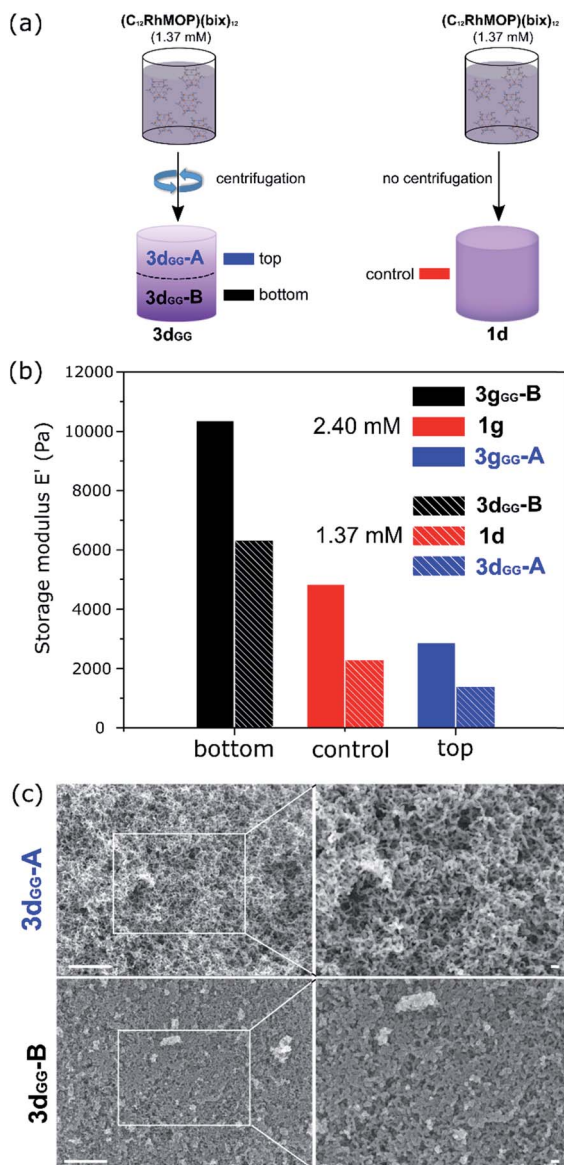 (a)
(C₁₂RhMOP)(bix)₁₂
(1.37 mM)
(C₁₂RhMOP)(bix)₁₂
(1.37 mM)
centrifugation
no centrifugation
3dGG-A
top
3dGG-B
bottom
3dGG
control
1d
(b)
Storage modulus E' (Pa)
12000
10000
8000
6000
4000
2000
0
3gGG-B
2.40 mM
1g
3gGG-A
3dGG-B
1.37 mM
1d
3dGG-A
bottom control top
(c)
3dGG-A
3dGG-B